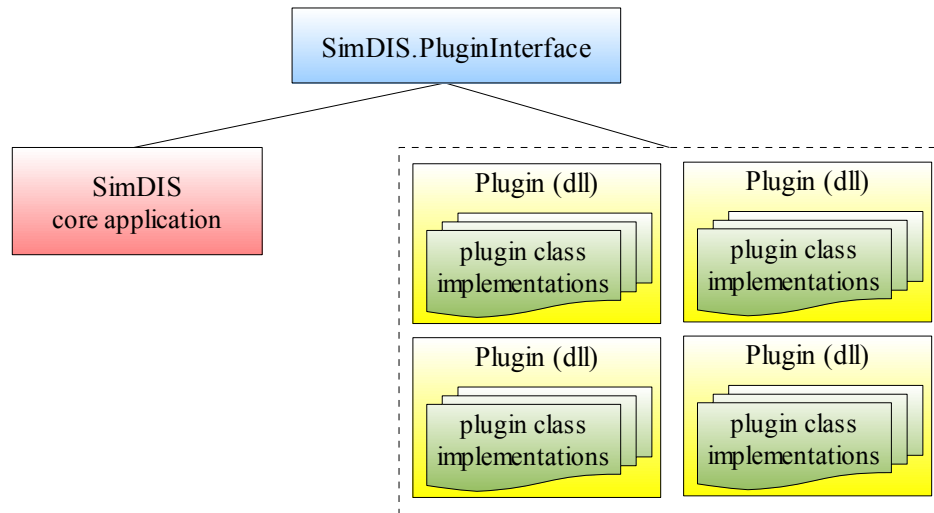 SimDIS.PluginInterface
SimDIS
core application
Plugin (dll)
plugin class
implementations
Plugin (dll)
plugin class
implementations
Plugin (dll)
plugin class
implementations
Plugin (dll)
plugin class
implementations